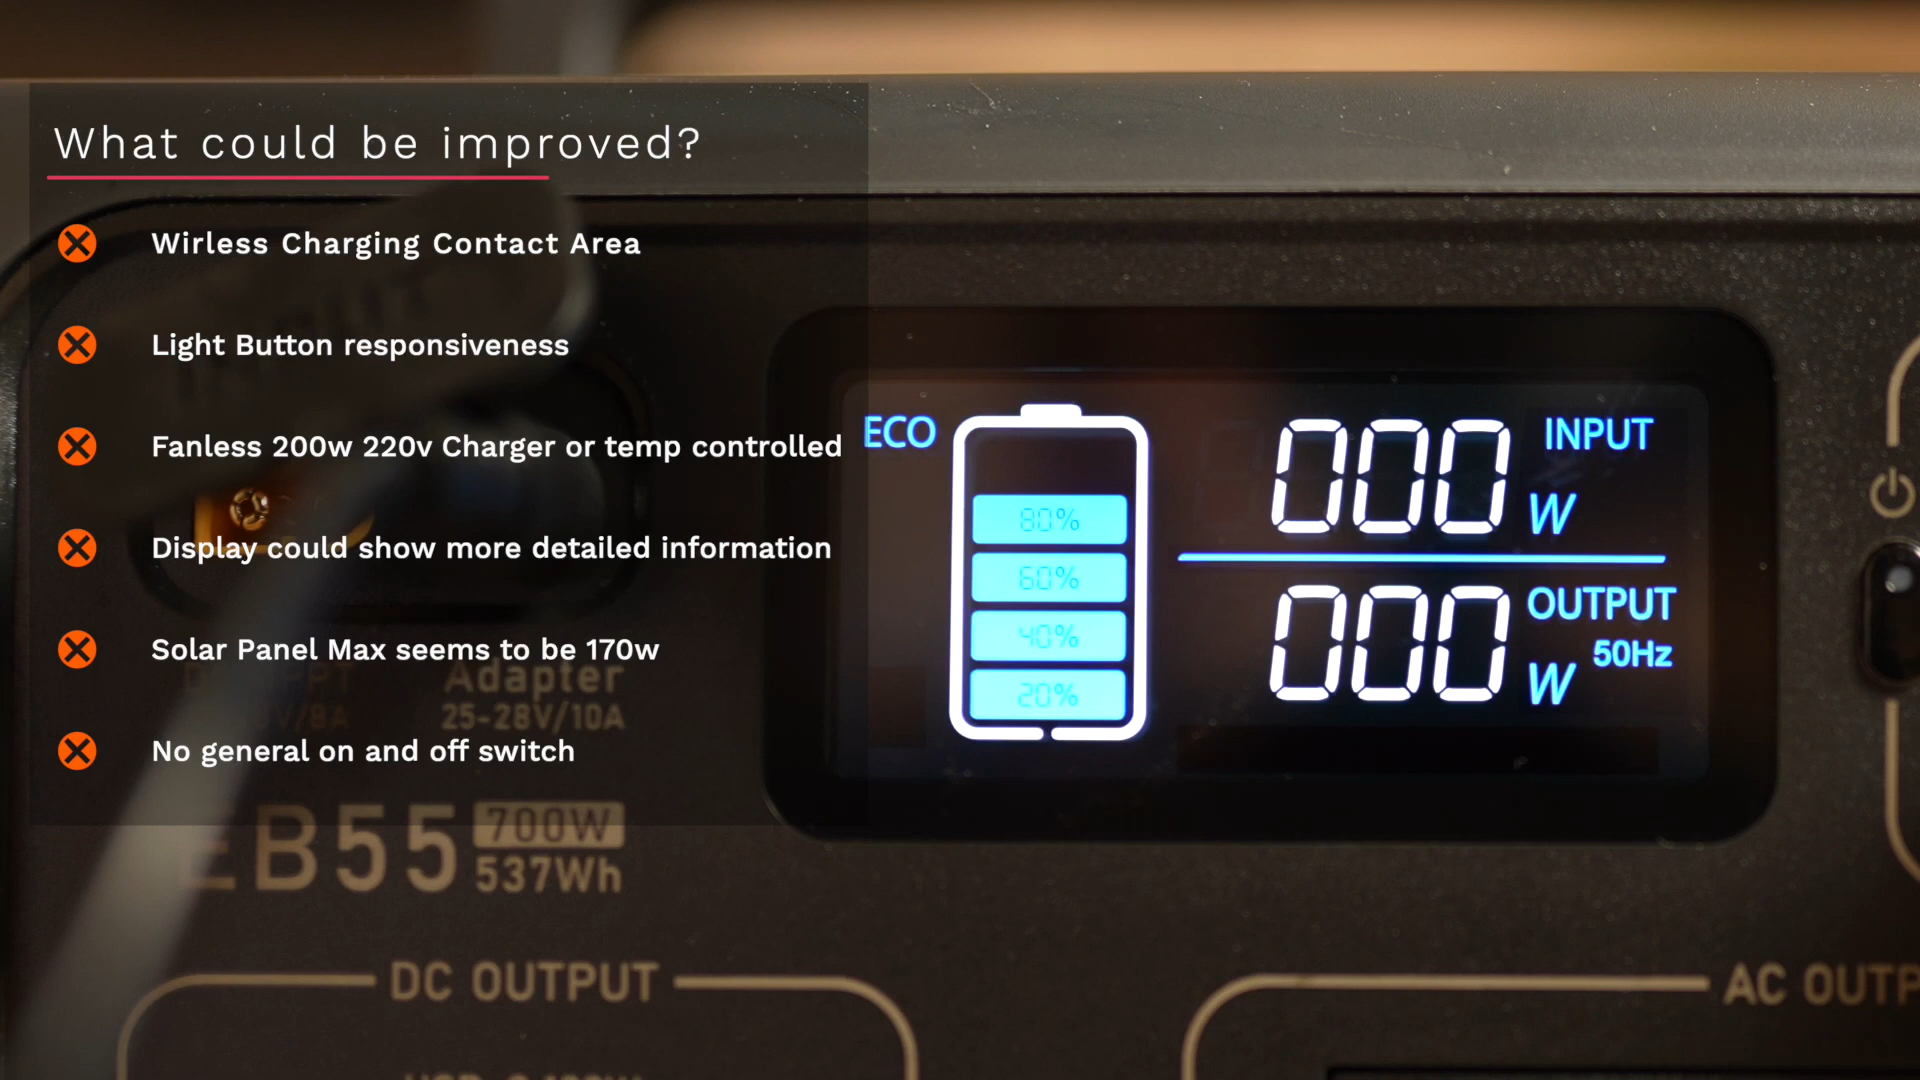 What could be improved?
Wirless Charging Contact Area
Light Button responsiveness
Fanless 200w 220v Charger or temp controlled
Display could show more detailed information
Solar Panel Max seems to be 170w
No general on and off switch
ECO
80%
60%
40%
20%
000 INPUT
W
000 OUTPUT
50Hz
W
Adapter
V/8A 25-28V/10A
EB55 700W
537Wh
DC OUTPUT
AC OUTP